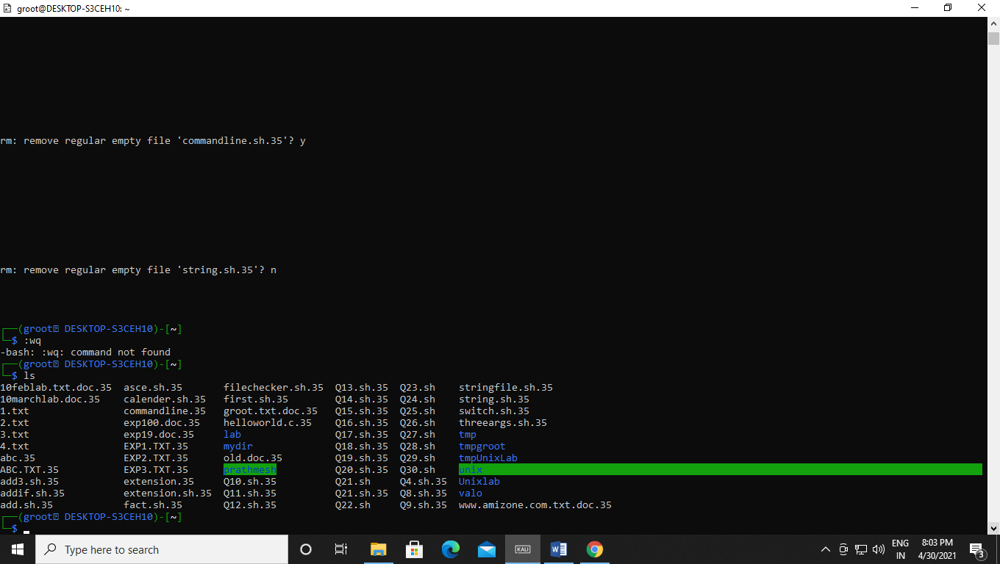 groot@DESKTOP-S3CEH10: ~
rm: remove regular empty file 'commandline.sh.35'? y
rm: remove regular empty file 'string.sh.35'? n
┌──(groot⍰ DESKTOP-S3CEH10)-[~]
└─$ :wq
-bash: :wq: command not found
┌──(groot⍰ DESKTOP-S3CEH10)-[~]
└─$ ls
10feblab.txt.doc.35  asce.sh.35       filechecker.sh.35  Q13.sh.35  Q23.sh     stringfile.sh.35
10marchlab.doc.35    calender.sh.35   first.sh.35        Q14.sh.35  Q24.sh     string.sh.35
1.txt                commandline.35   groot.txt.doc.35   Q15.sh.35  Q25.sh     switch.sh.35
2.txt                exp100.doc.35    helloworld.c.35    Q16.sh.35  Q26.sh     threeargs.sh.35
3.txt                exp19.doc.35     lab                Q17.sh.35  Q27.sh     tmp
4.txt                EXP1.TXT.35      mydir              Q18.sh.35  Q28.sh     tmpgroot
abc.35               EXP2.TXT.35      old.doc.35         Q19.sh.35  Q29.sh     tmpUnixLab
ABC.TXT.35           EXP3.TXT.35      prathmesh          Q20.sh.35  Q30.sh     unix
add3.sh.35           extension.35     Q10.sh.35          Q21.sh     Q4.sh.35   Unixlab
addif.sh.35          extension.sh.35  Q11.sh.35          Q21.sh.35  Q8.sh.35   valo
add.sh.35            fact.sh.35       Q12.sh.35          Q22.sh     Q9.sh.35   www.amizone.com.txt.doc.35
┌──(groot⍰ DESKTOP-S3CEH10)-[~]
└─$
Type here to search
KALI
ENG
IN
8:03 PM
4/30/2021
3